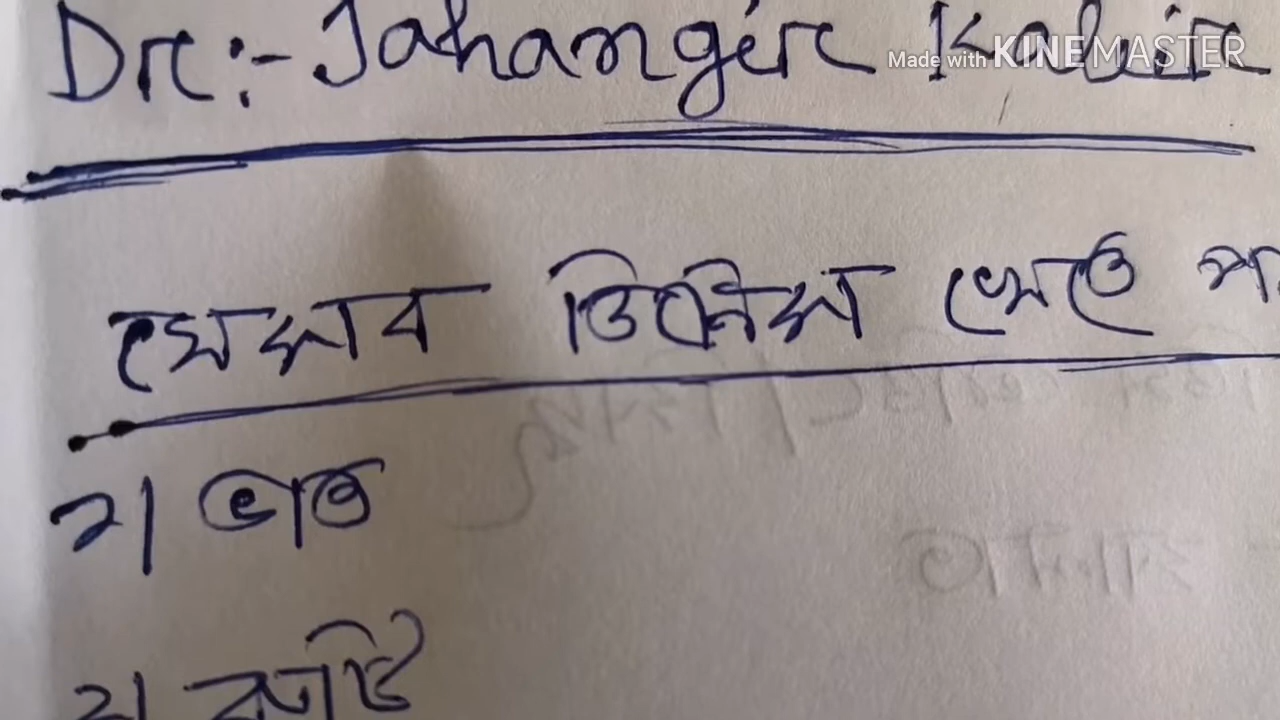 Dr:- Jahangir Kabir
Made with KINEMASTER
যেসব জিনিস খেতে
১। ভাত
২। রুটি